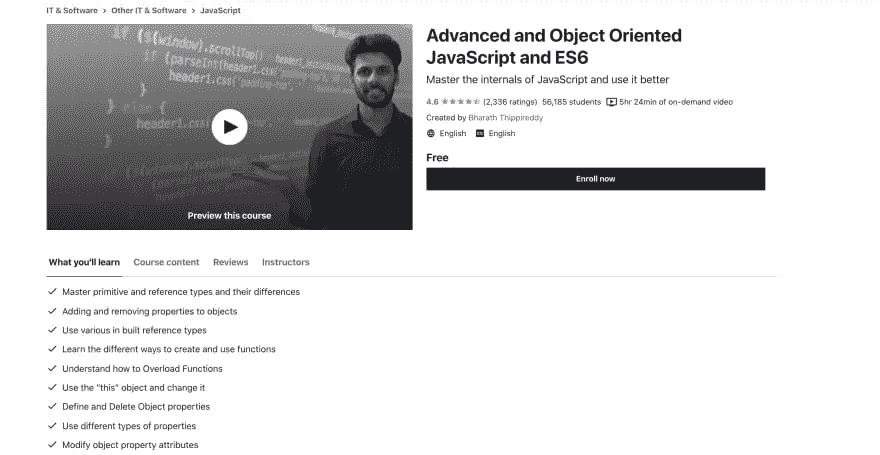 IT & Software > Other IT & Software > JavaScript
if ($(window).scrollTop()
if (parseInt(header1.css(
header1.css('padding-top',
}
} else {
header1.css(
}
Preview this course
Advanced and Object Oriented
JavaScript and ES6
Master the internals of JavaScript and use it better
4.6 (2,336 ratings) 56,185 students 5hr 24min of on-demand video
Created by Bharath Thippireddy
English English
Free
Enroll now
What you'll learn Course content Reviews Instructors
Master primitive and reference types and their differences
Adding and removing properties to objects
Use various in built reference types
Learn the different ways to create and use functions
Understand how to Overload Functions
Use the "this" object and change it
Define and Delete Object properties
Use different types of properties
Modify object property attributes